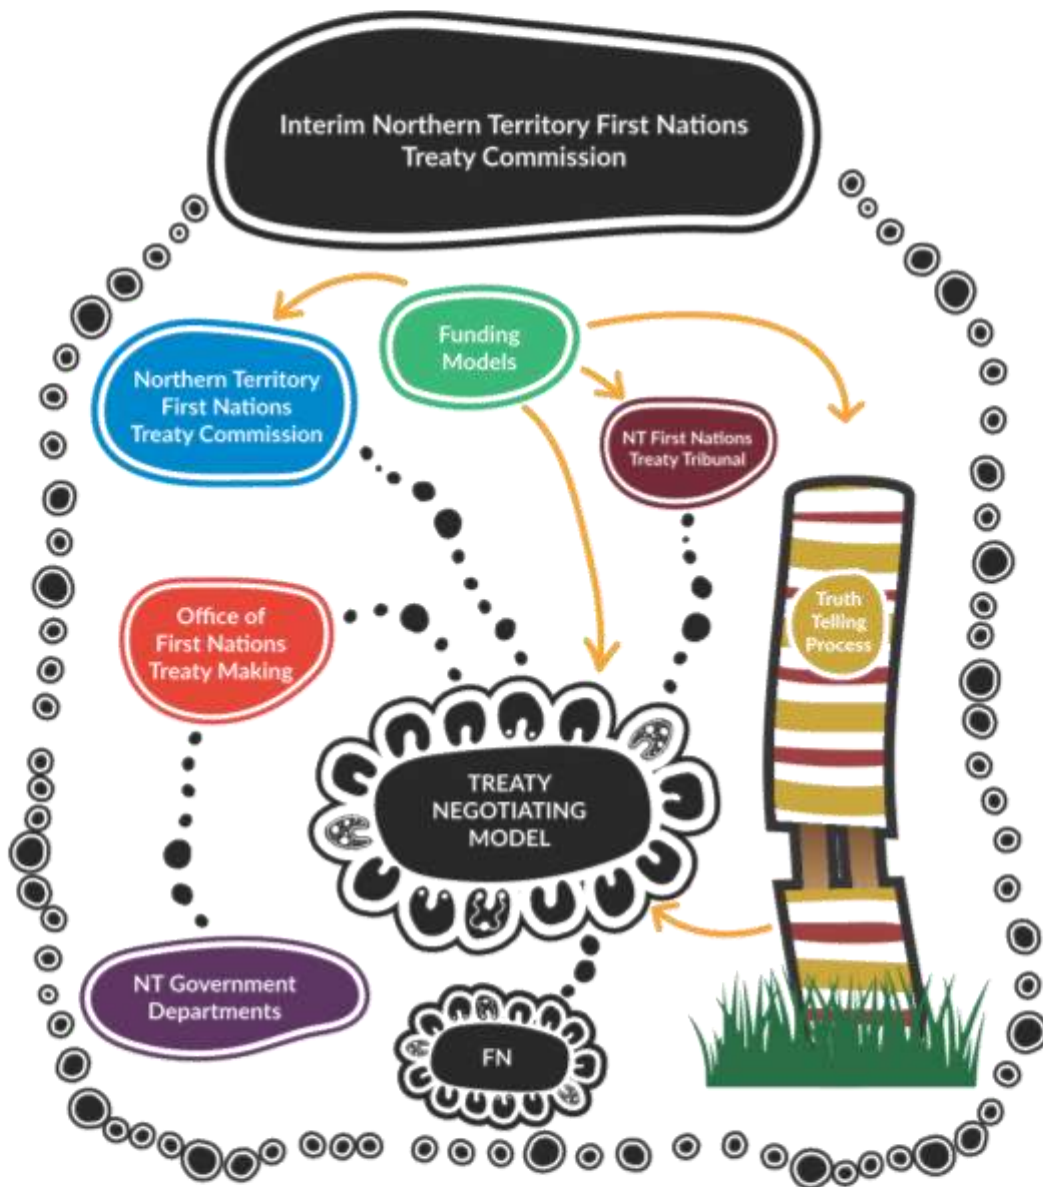 Interim Northern Territory First Nations
Treaty Commission
Funding
Models
Northern Territory
First Nations
Treaty Commission
NT First Nations
Treaty Tribunal
Office of
First Nations
Treaty Making
Truth
Telling
Process
TREATY
NEGOTIATING
MODEL
NT Government
Departments
FN